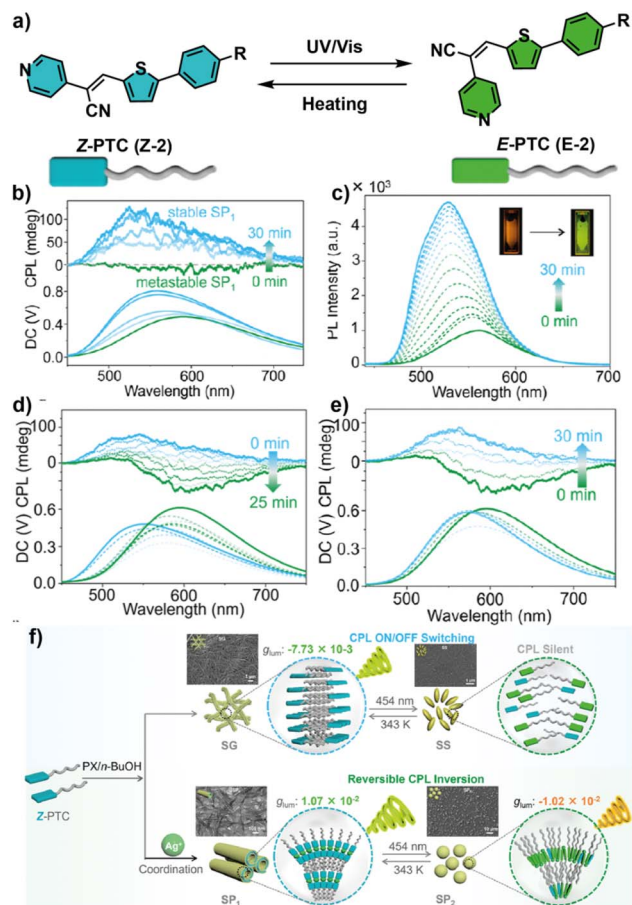 a)
UV/Vis
Heating
N
CN
S
R
NC
S
R
N
Z-PTC (Z-2)
E-PTC (E-2)
b)
CPL (mdeg)
100
50
0
stable SP1
30 min
metastable SP1
0 min
DC (V)
0.8
0.4
0.0
500
600
700
Wavelength (nm)
c)
× 10³
PL Intensity (a.u.)
5
4
3
2
1
0
30 min
0 min
500
600
700
Wavelength (nm)
d)
CPL (mdeg)
100
0
0 min
25 min
DC (V)
0.6
0.3
0.0
500
600
700
Wavelength (nm)
e)
CPL (mdeg)
100
0
30 min
0 min
DC (V)
0.6
0.3
0.0
500
600
700
Wavelength (nm)
f)
CPL ON/OFF Switching
CPL Silent
glum: -7.73 × 10-3
454 nm
343 K
SG
SS
PX/n-BuOH
Z-PTC
Ag⁺
Coordination
Reversible CPL Inversion
glum: 1.07 × 10⁻²
glum: -1.02 × 10⁻²
454 nm
343 K
SP1
SP2